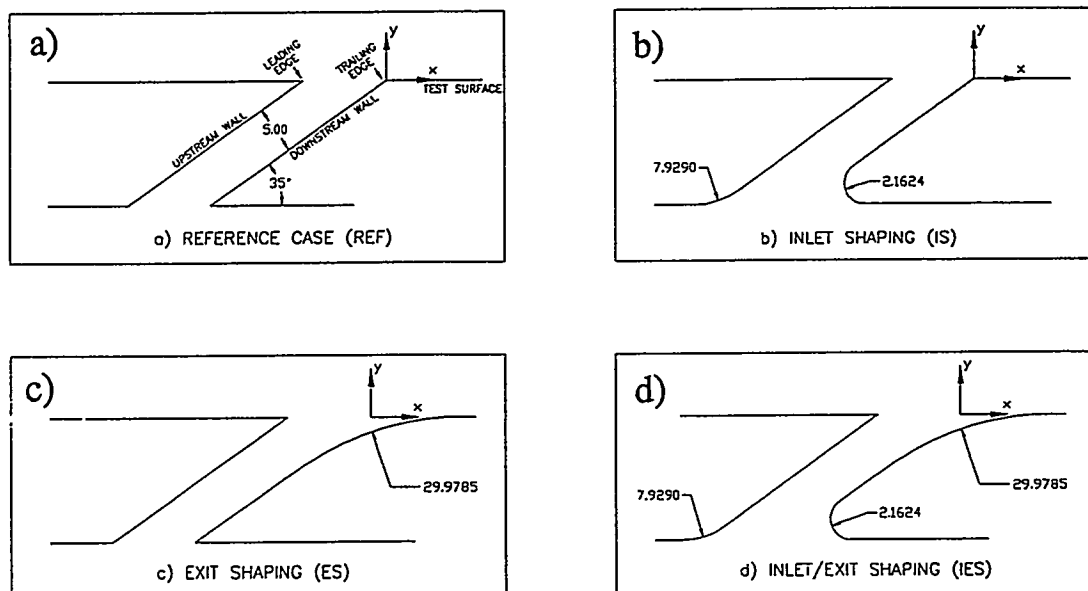 a)
LEADING
EDGE
TRAILING
EDGE
y
x
TEST SURFACE
UPSTREAM WALL
5.00
DOWNSTREAM WALL
35°
a) REFERENCE CASE (REF)
b)
y
x
7.9290
2.1624
b) INLET SHAPING (IS)
c)
y
x
29.9785
c) EXIT SHAPING (ES)
d)
y
x
7.9290
29.9785
2.1624
d) INLET/EXIT SHAPING (IES)